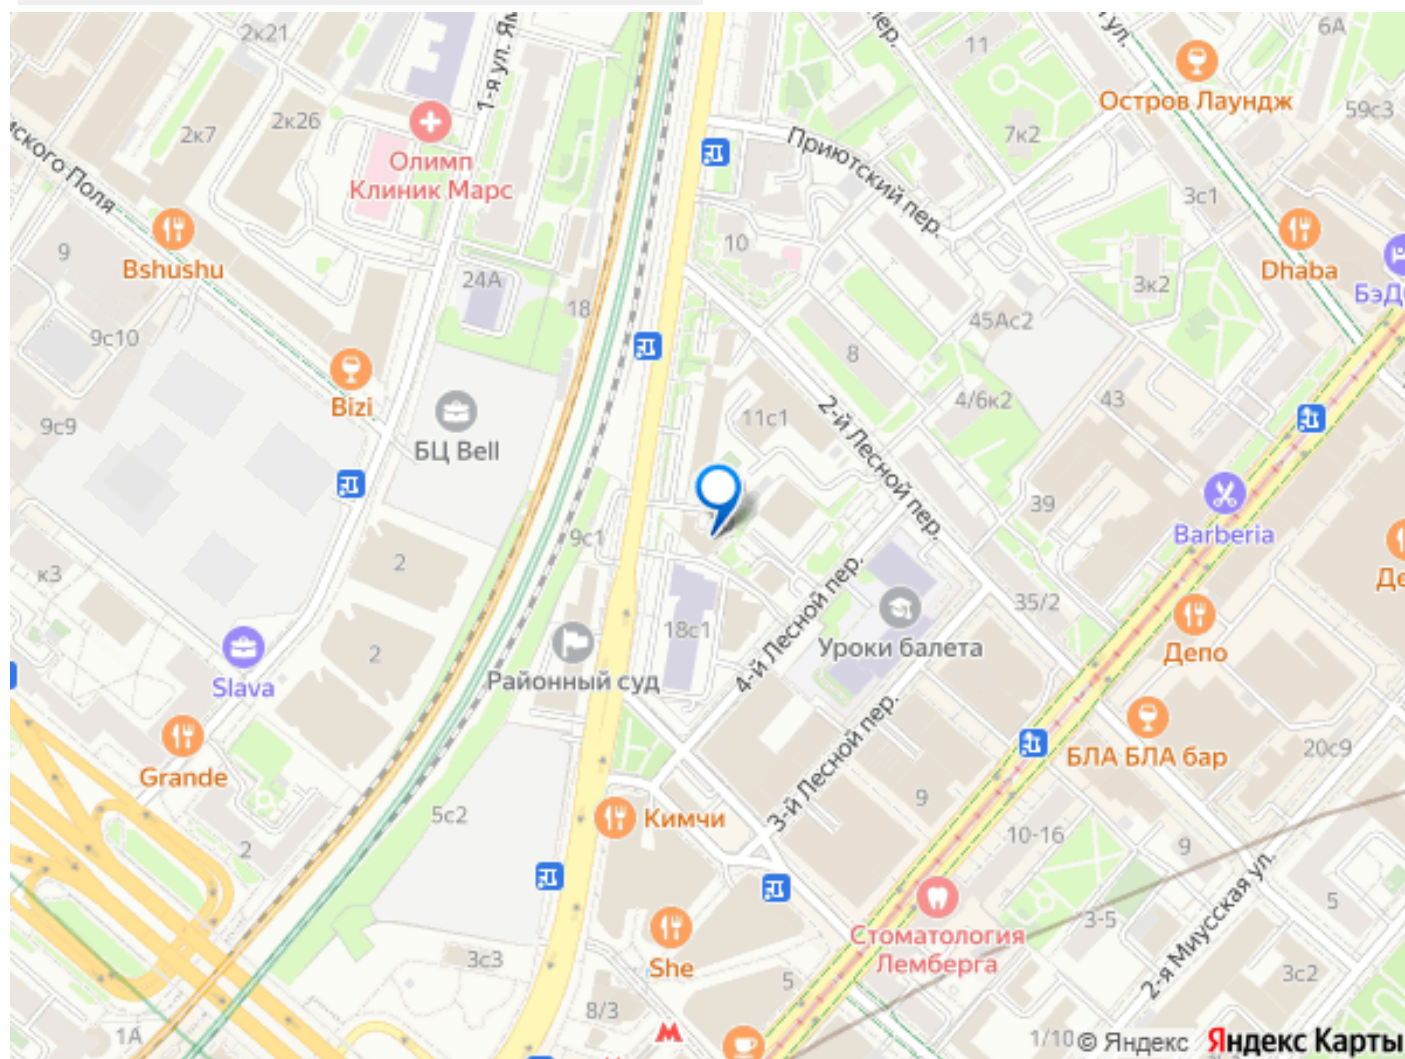 2к21
1-я ул. Ям
пер.
11
ул.
6А
Остров Лаундж
59с3
2к7
2к26
7к2
Олимп
Клиник Марс
Приютский пер.
3с1
ского Поля
9
Bshushu
24А
18
10
3к2
Dhaba
БэД
9с10
45Ас2
8
Bizi
4/6к2
43
9с9
БЦ Bell
11с1
2-й Лесной пер.
39
Barberia
2
9с1
к3
4-й Лесной пер.
35/2
Де
18с1
Уроки балета
Депо
2
Slava
Районный суд
3-й Лесной пер.
БЛА БЛА бар
20с9
Grande
5с2
Кимчи
9
10-16
9
2
2-я Миусская ул.
5
3-5
Стоматология
Лемберга
She
3с3
5
3с2
8/3
1А
М
1/10
© Яндекс Яндекс Карты